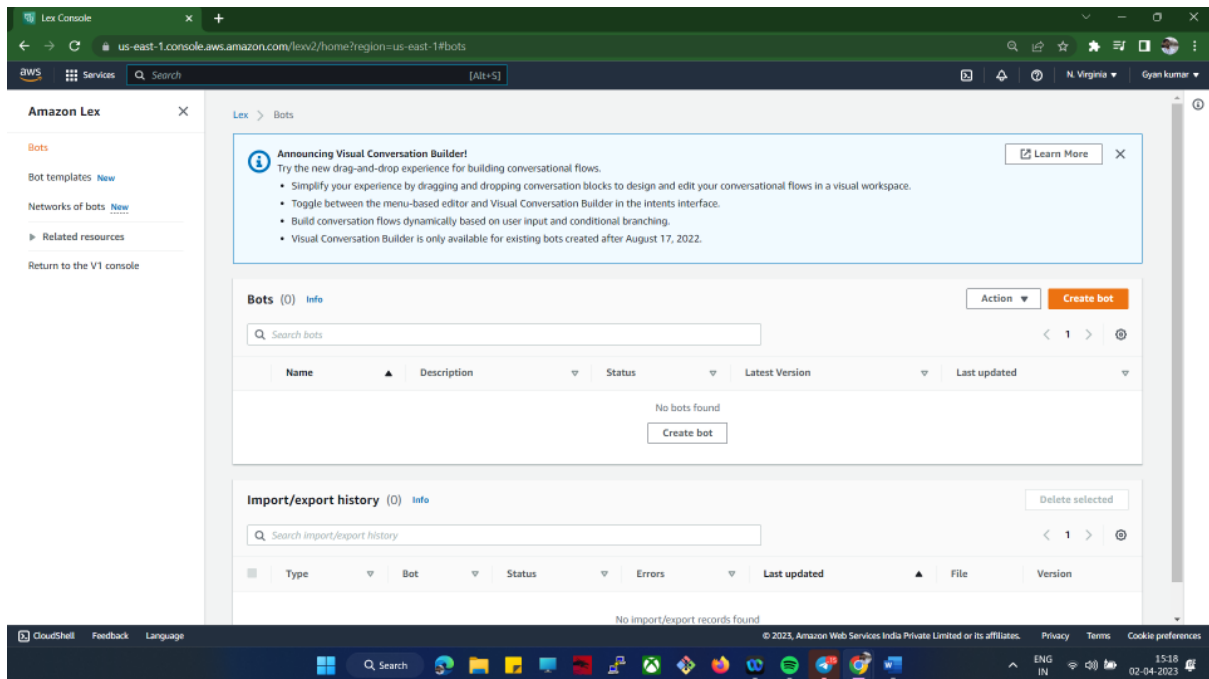 Lex Console
us-east-1.console.aws.amazon.com/lexv2/home?region=us-east-1#bots
aws Services Search [Alt+S] N. Virginia Gyan kumar
Amazon Lex
Bots
Bot templates New
Networks of bots New
Related resources
Return to the V1 console
Lex > Bots
Announcing Visual Conversation Builder!
Try the new drag-and-drop experience for building conversational flows.
• Simplify your experience by dragging and dropping conversation blocks to design and edit your conversational flows in a visual workspace.
• Toggle between the menu-based editor and Visual Conversation Builder in the intents interface.
• Build conversation flows dynamically based on user input and conditional branching.
• Visual Conversation Builder is only available for existing bots created after August 17, 2022.
Learn More
Bots (0) Info
Action Create bot
Search bots
1
Name Description Status Latest Version Last updated
No bots found
Create bot
Import/export history (0) Info
Delete selected
Search import/export history
1
Type Bot Status Errors Last updated File Version
No import/export records found
CloudShell Feedback Language © 2023, Amazon Web Services India Private Limited or its affiliates. Privacy Terms Cookie preferences
Search
ENG
IN
15:18
02-04-2023